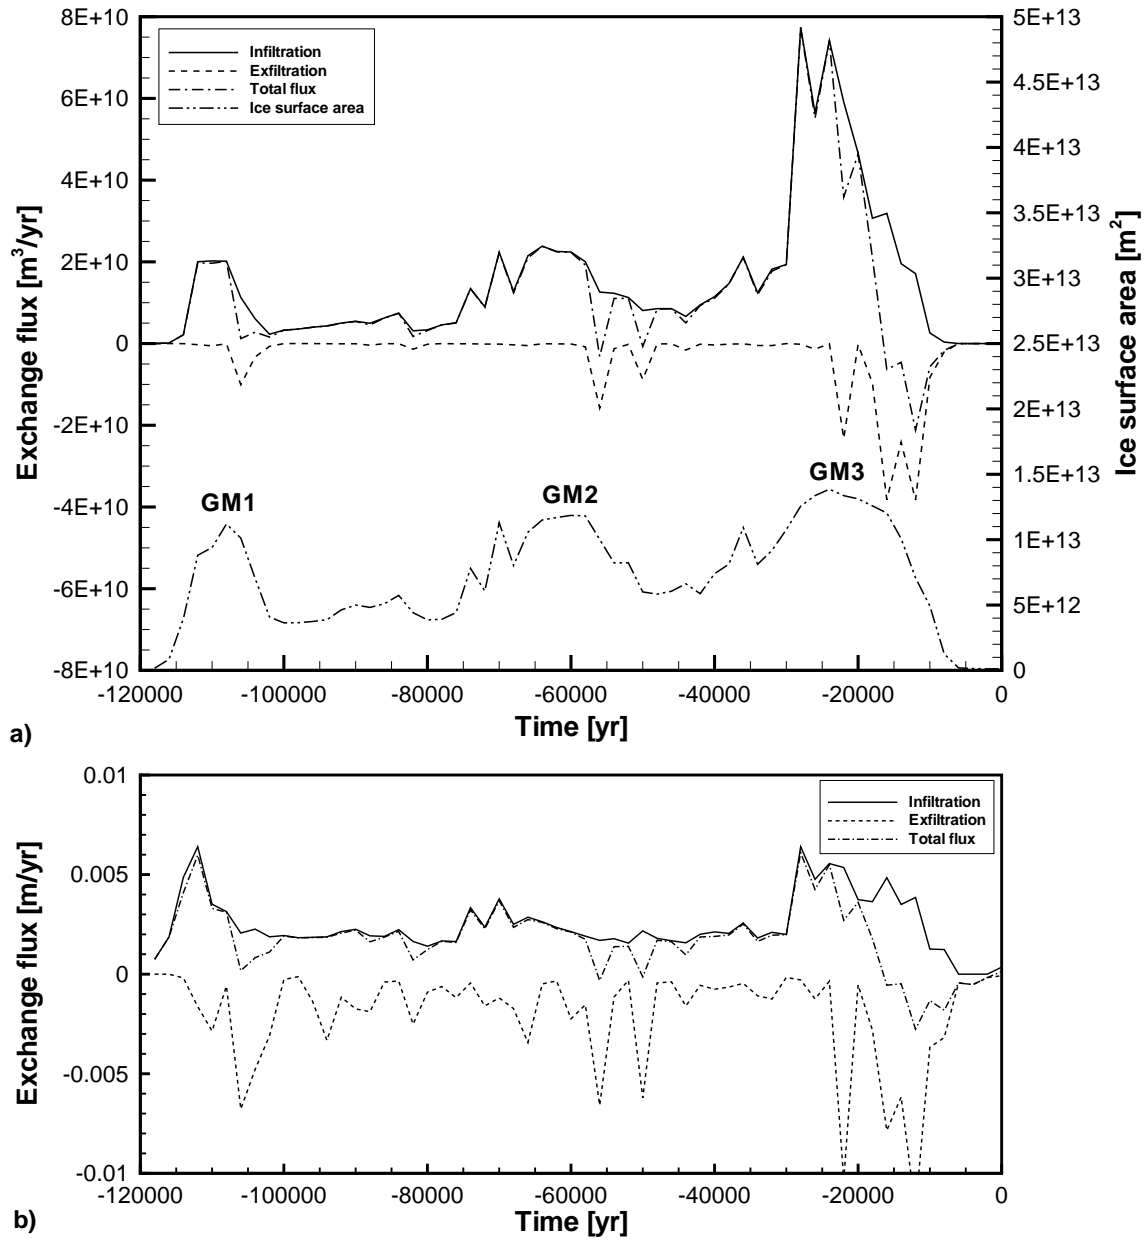 8E+10
6E+10
4E+10
2E+10
0
-2E+10
-4E+10
-6E+10
-8E+10
Exchange flux [m³/yr]
Infiltration
Exfiltration
Total flux
Ice surface area
GM1
GM2
GM3
5E+13
4.5E+13
4E+13
3.5E+13
3E+13
2.5E+13
2E+13
1.5E+13
1E+13
5E+12
0
Ice surface area [m²]
-120000 -100000 -80000 -60000 -40000 -20000 0
Time [yr]
a)
0.01
0.005
0
-0.005
-0.01
Exchange flux [m/yr]
Infiltration
Exfiltration
Total flux
-120000 -100000 -80000 -60000 -40000 -20000 0
Time [yr]
b)